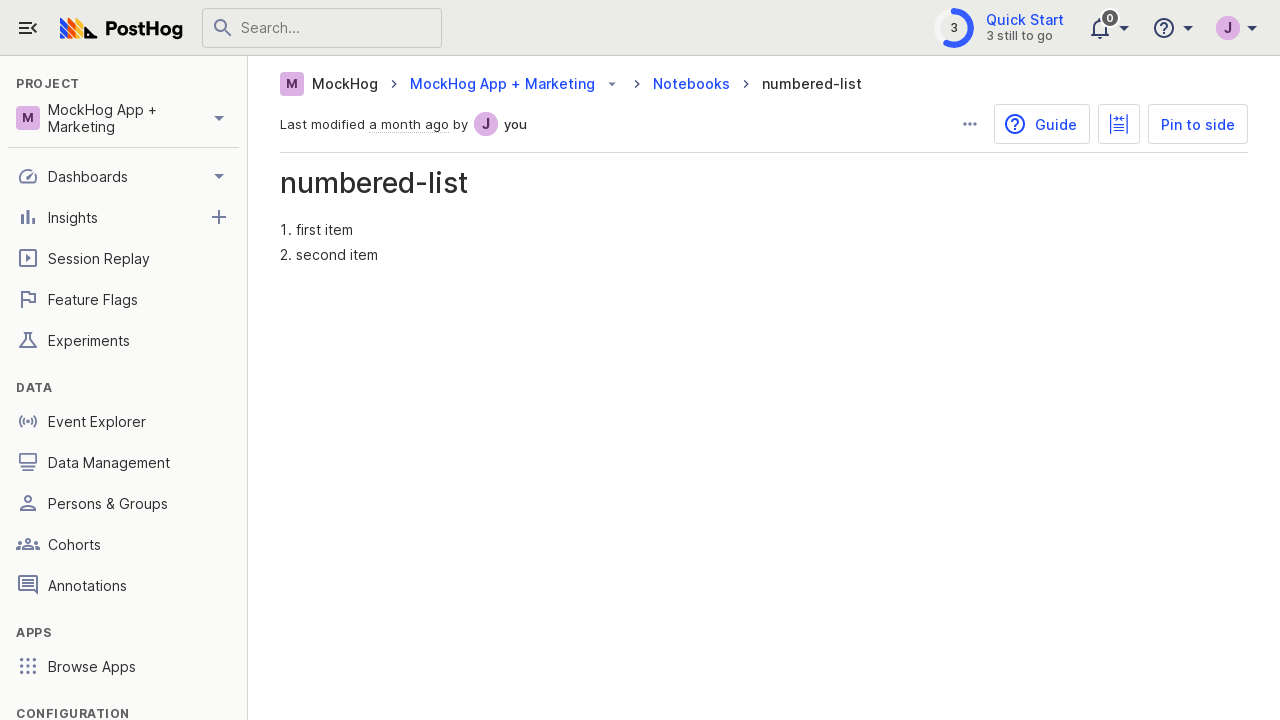 PostHog
Search...
3
Quick Start
3 still to go
0
J
PROJECT
M
MockHog App +
Marketing
Dashboards
Insights
Session Replay
Feature Flags
Experiments
DATA
Event Explorer
Data Management
Persons & Groups
Cohorts
Annotations
APPS
Browse Apps
CONFIGURATION
M MockHog
MockHog App + Marketing
Notebooks
numbered-list
Last modified a month ago by J you
Guide
Pin to side
numbered-list
1. first item
2. second item